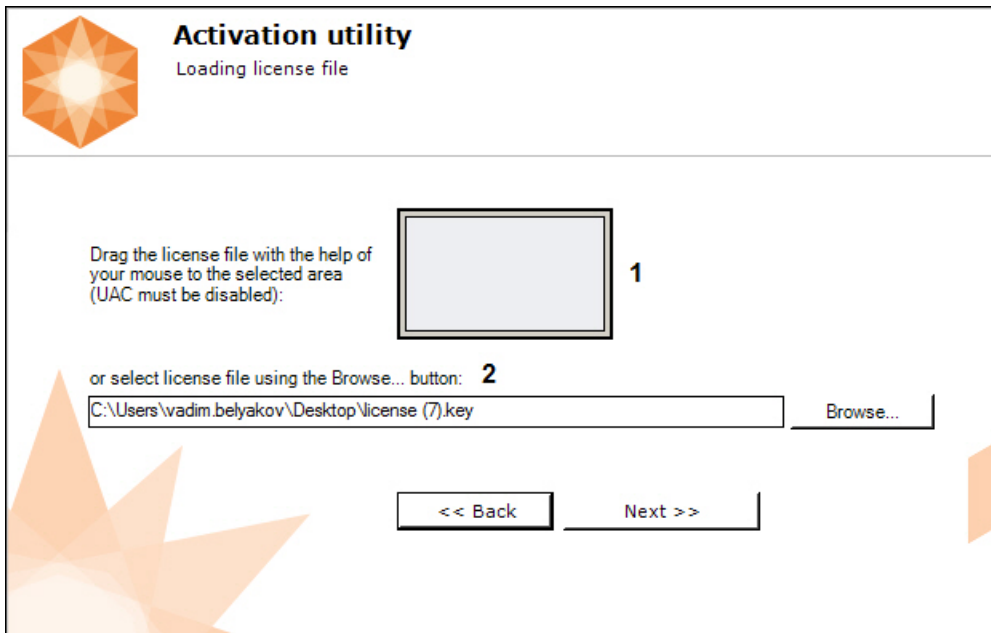 Activation utility
Loading license file
Drag the license file with the help of
your mouse to the selected area
(UAC must be disabled):
1
or select license file using the Browse... button: 2
C:\Users\vadim.belyakov\Desktop\license (7).key
Browse...
<< Back
Next >>